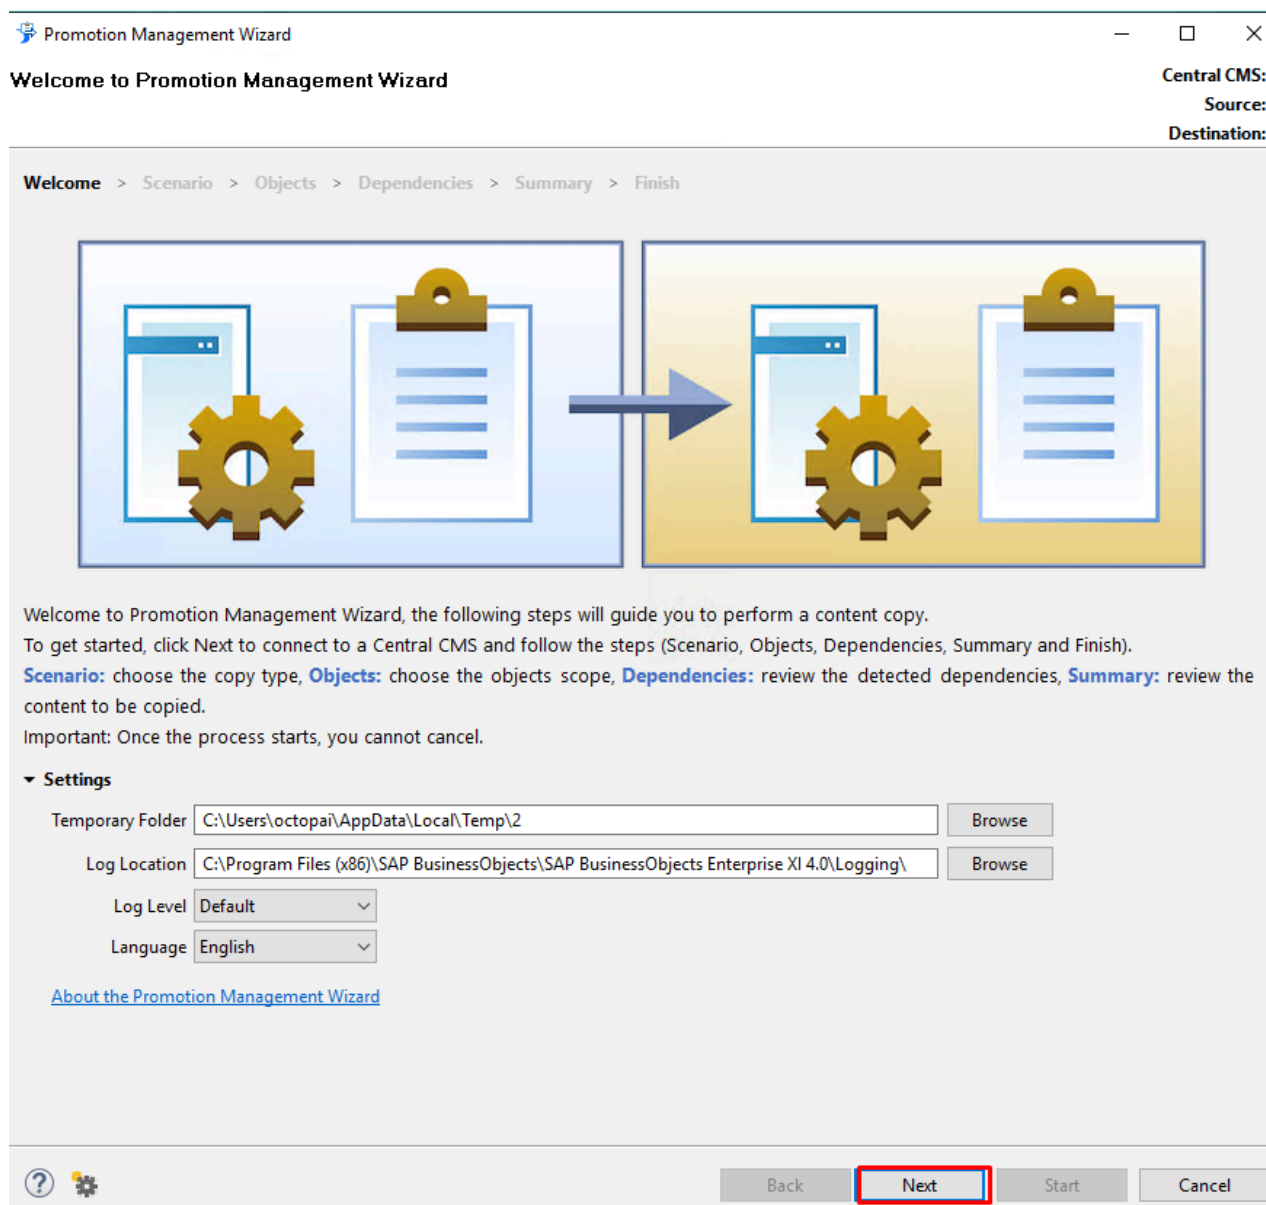 Promotion Management Wizard
Welcome to Promotion Management Wizard
Central CMS:
Source:
Destination:
Welcome > Scenario > Objects > Dependencies > Summary > Finish
Welcome to Promotion Management Wizard, the following steps will guide you to perform a content copy.
To get started, click Next to connect to a Central CMS and follow the steps (Scenario, Objects, Dependencies, Summary and Finish).
Scenario: choose the copy type, Objects: choose the objects scope, Dependencies: review the detected dependencies, Summary: review the
content to be copied.
Important: Once the process starts, you cannot cancel.
Settings
Temporary Folder C:\Users\octopai\AppData\Local\Temp\2 Browse
Log Location C:\Program Files (x86)\SAP BusinessObjects\SAP BusinessObjects Enterprise XI 4.0\Logging\ Browse
Log Level Default
Language English
About the Promotion Management Wizard
? Back Next Start Cancel